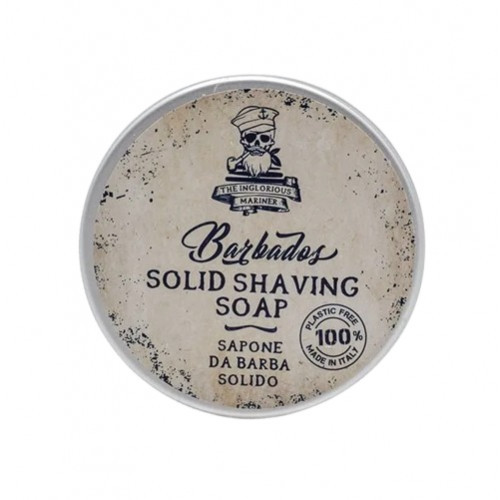 THE INGLORIOUS
MARINER
Barbados
SOLID SHAVING
SOAP
SAPONE
DA BARBA
SOLIDO
PLASTIC FREE
100%
MADE IN ITALY